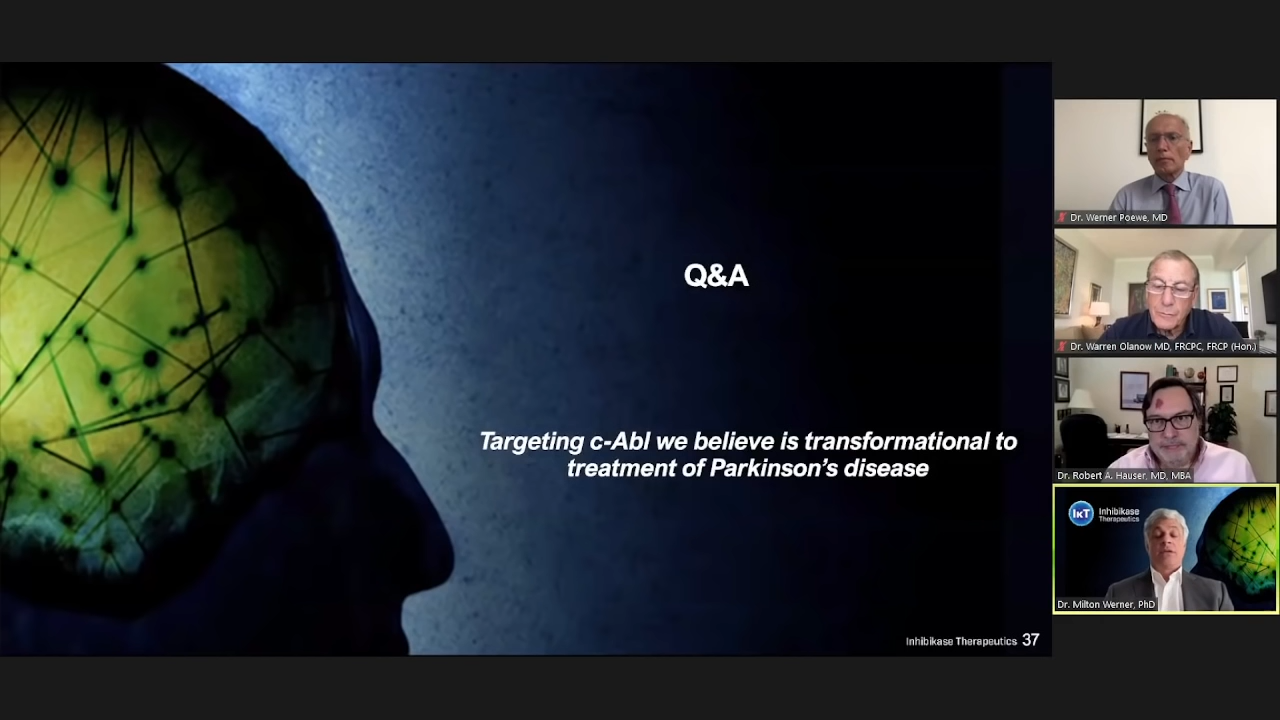 Q&A
Targeting c-Abl we believe is transformational to
treatment of Parkinson's disease
Inhibikase Therapeutics 37
Dr. Werner Poewe, MD
Dr. Warren Olanow MD, FRCPC, FRCP (Hon.)
Dr. Robert A. Hauser, MD, MBA
IKT Inhibikase
Therapeutics
Dr. Milton Werner, PhD